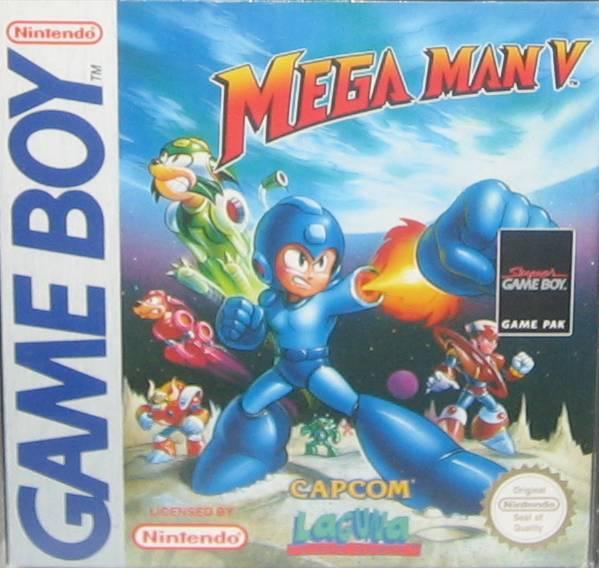 Nintendo
GAME BOY
TM
MEGA MAN V
TM
Super
GAME BOY.
GAME PAK
CAPCOM
LAGUNA
LICENSED BY
Nintendo
Original
Nintendo
Seal of
Quality